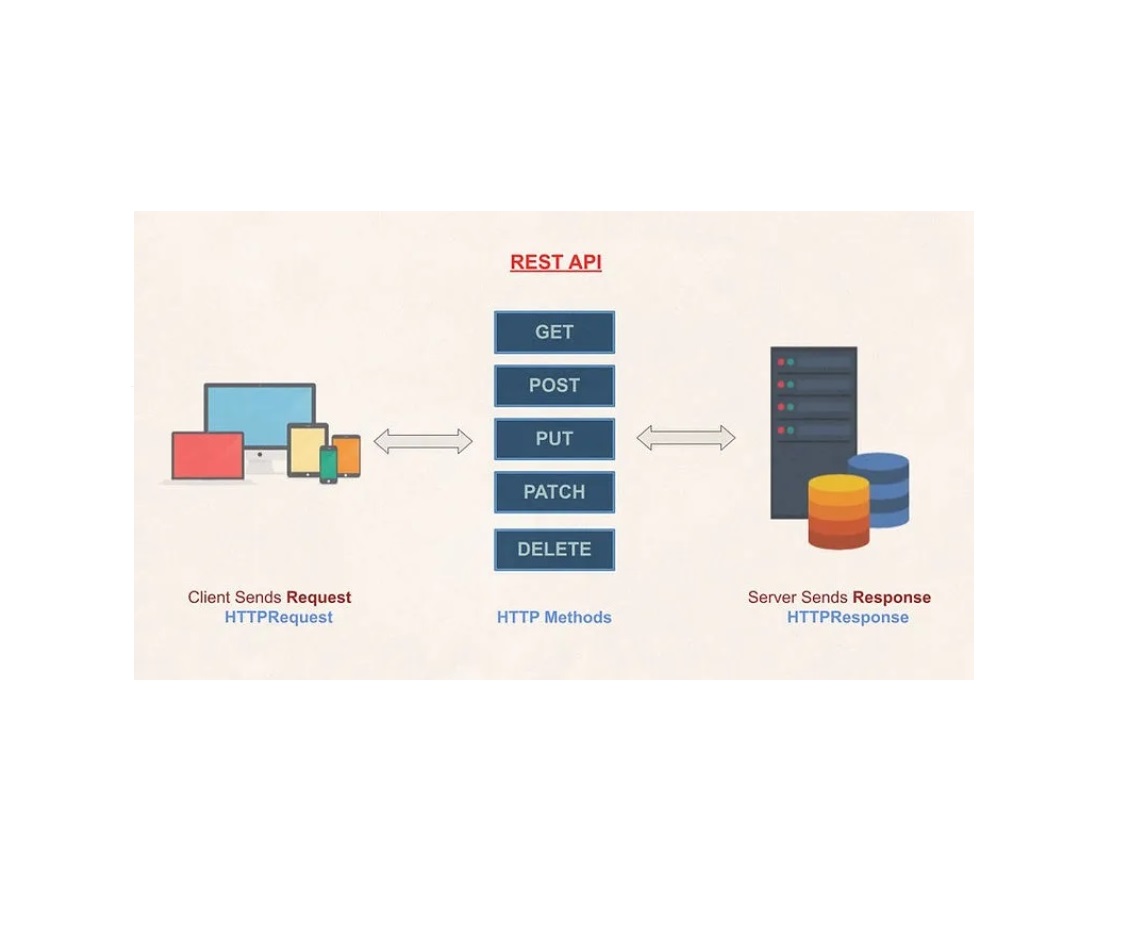 REST API
GET
POST
PUT
PATCH
DELETE
Client Sends Request
HTTPRequest
HTTP Methods
Server Sends Response
HTTPResponse